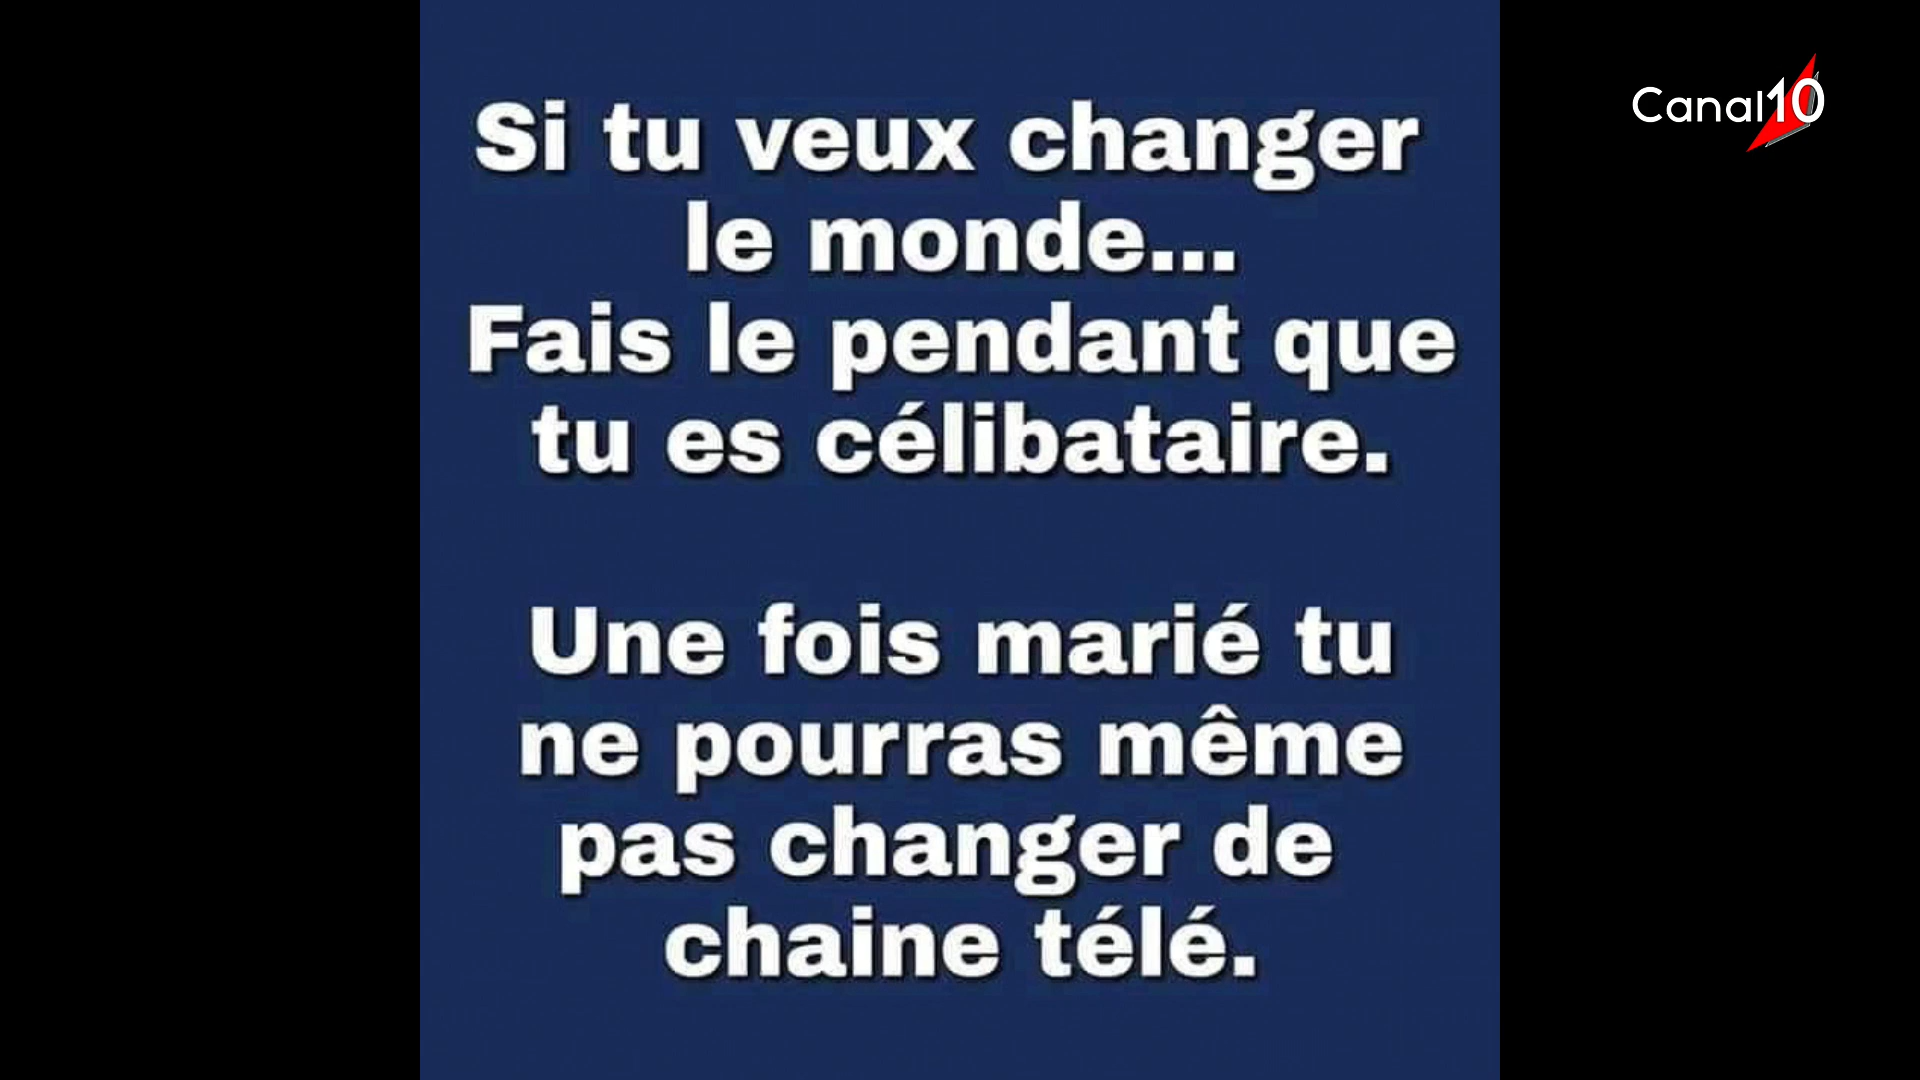 Canal10
Si tu veux changer
le monde...
Fais le pendant que
tu es célibataire.
Une fois marié tu
ne pourras même
pas changer de
chaine télé.